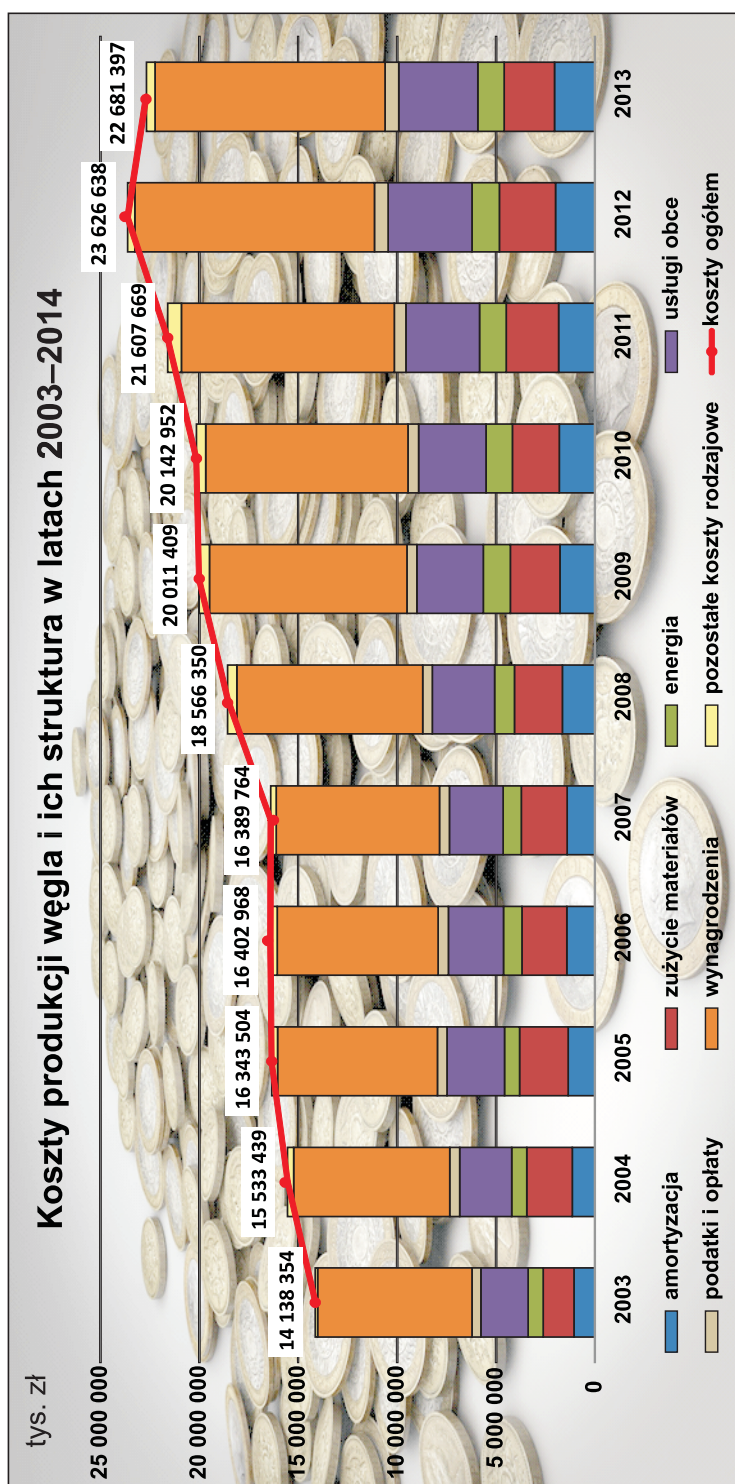 Koszty produkcji węgla i ich struktura w latach 2003–2014
tys. zł
25 000 000
20 000 000
15 000 000
10 000 000
5 000 000
0
14 138 354
15 533 439
16 343 504
16 402 968
16 389 764
18 566 350
20 011 409
20 142 952
21 607 669
23 626 638
22 681 397
2003 2004 2005 2006 2007 2008 2009 2010 2011 2012 2013
amortyzacja zużycie materiałów energia usługi obce
podatki i opłaty wynagrodzenia pozostałe koszty rodzajowe koszty ogółem